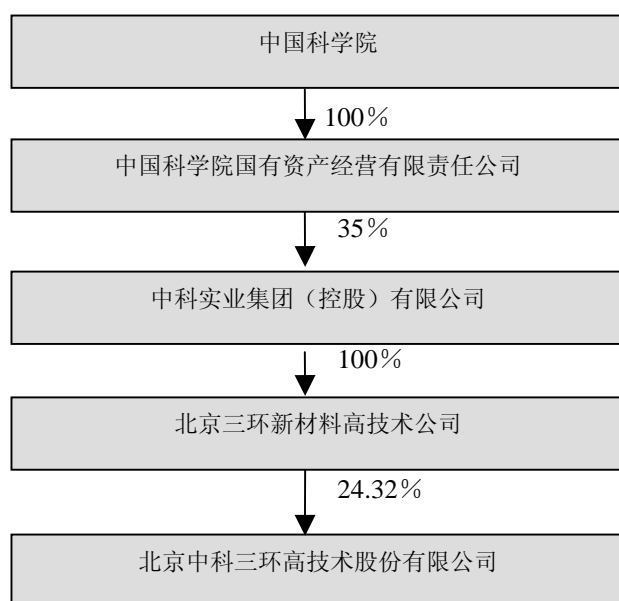 中国科学院
100％
中国科学院国有资产经营有限责任公司
35％
中科实业集团（控股）有限公司
100％
北京三环新材料高技术公司
24.32％
北京中科三环高技术股份有限公司